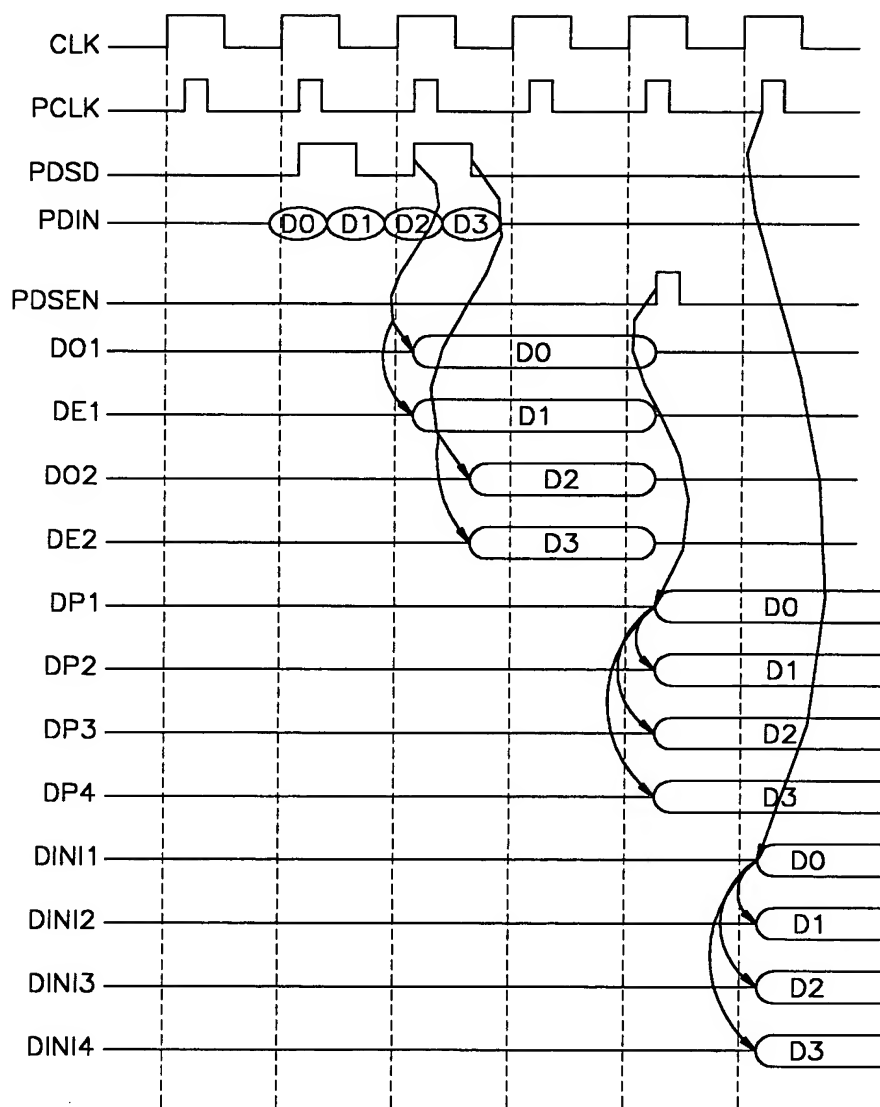 CLK
PCLK
PDSD
PDIN D0 D1 D2 D3
PDSEN
DO1 D0
DE1 D1
DO2 D2
DE2 D3
DP1 D0
DP2 D1
DP3 D2
DP4 D3
DINI1 D0
DINI2 D1
DINI3 D2
DINI4 D3